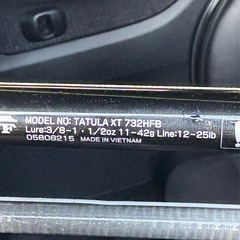 MODEL NO: TATULA XT 732HFB
Lure:3/8-1・1/2oz 11-42g Line:12-25lb
05808215 MADE IN VIETNAM